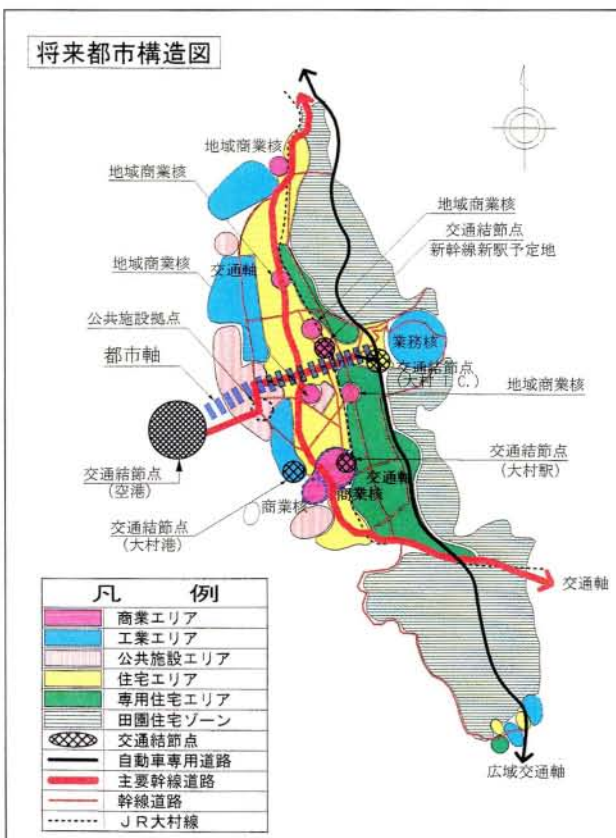 将来都市構造図
地域商業核
地域商業核
地域商業核
交通結節点
新幹線新駅予定地
地域商業核
交通軸
公共施設拠点
業務核
都市軸
交通結節点
(大村 I.C.)
地域商業核
交通結節点
(大村駅)
交通結節点
(空港)
交通軸
商業核
商業核
交通結節点
(大村港)
交通軸
広域交通軸
凡 例
商業エリア
工業エリア
公共施設エリア
住宅エリア
専用住宅エリア
田園住宅ゾーン
交通結節点
自動車専用道路
主要幹線道路
幹線道路
JR大村線